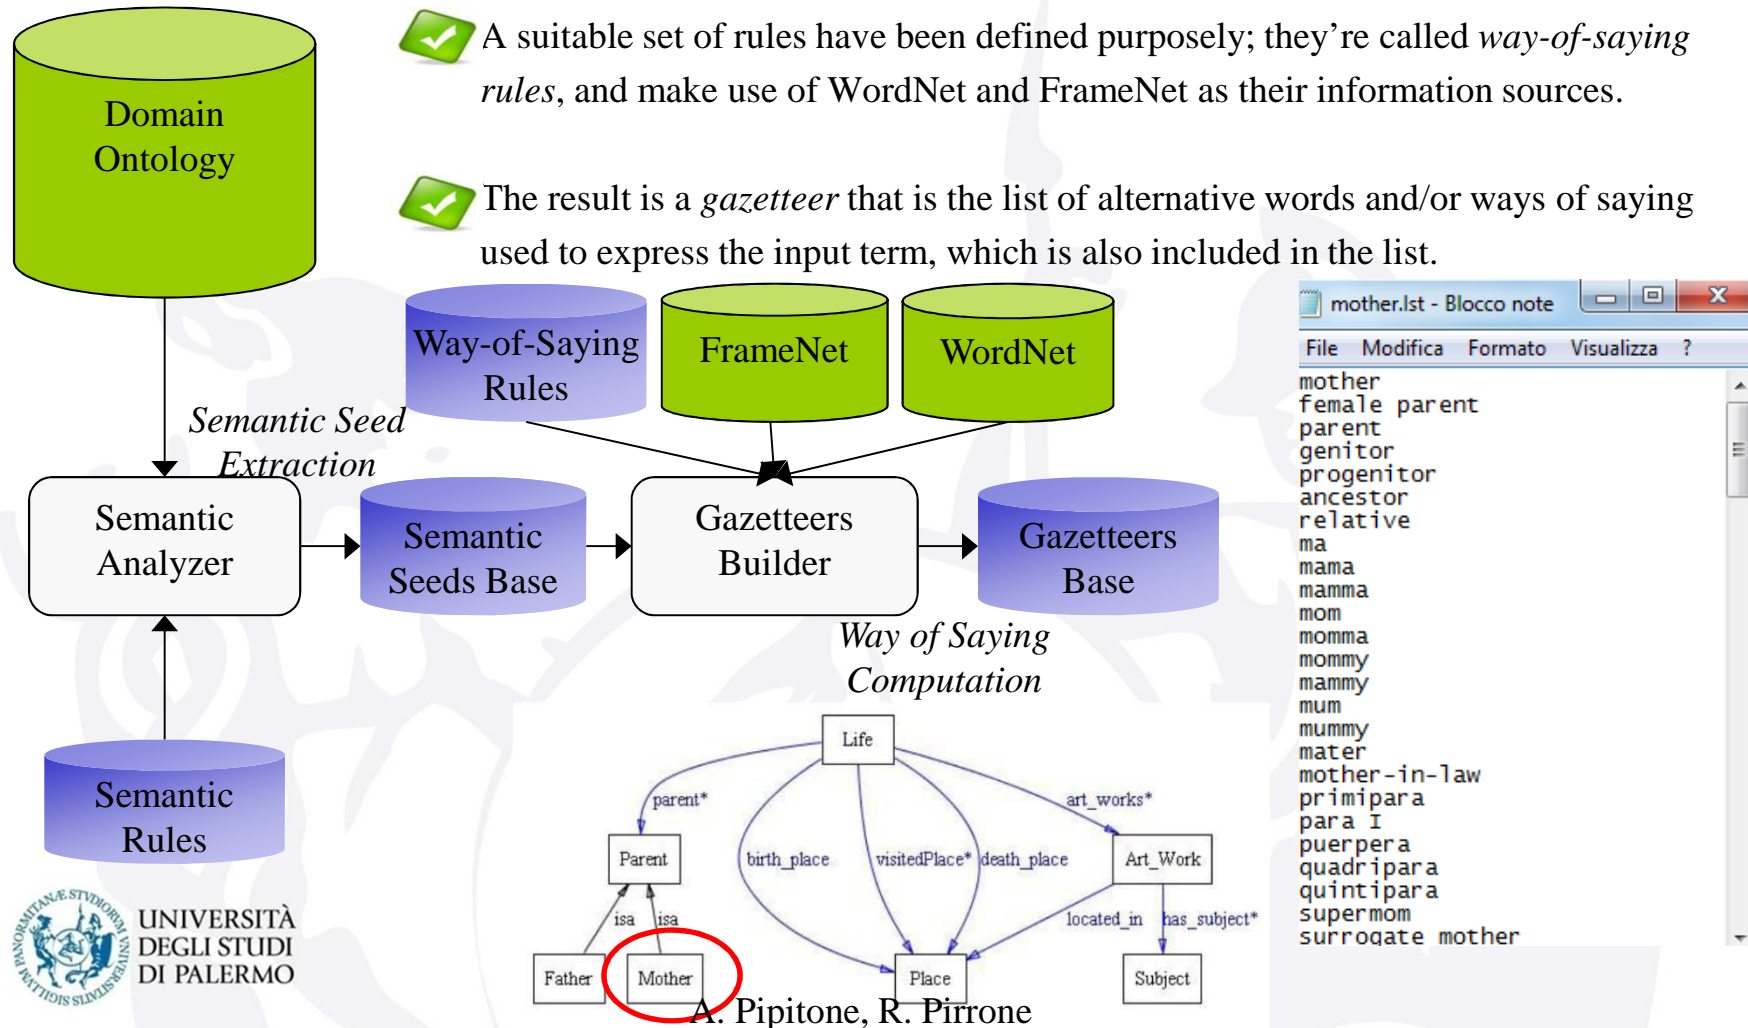 A suitable set of rules have been defined purposely; they're called way-of-saying
rules, and make use of WordNet and FrameNet as their information sources.
The result is a gazetteer that is the list of alternative words and/or ways of saying
used to express the input term, which is also included in the list.
Domain
Ontology
Way-of-Saying
Rules
FrameNet
WordNet
Semantic Seed
Extraction
Semantic
Analyzer
Semantic
Seeds Base
Gazetteers
Builder
Gazetteers
Base
Way of Saying
Computation
Semantic
Rules
mother.lst - Blocco note
File Modifica Formato Visualizza ?
mother
female parent
parent
genitor
progenitor
ancestor
relative
ma
mama
mamma
mom
momma
mommy
mammy
mum
mummy
mater
mother-in-law
primipara
para I
puerpera
quadripara
quintipara
supermom
surrogate mother
Life
parent*
art_works*
Parent
birth_place
visitedPlace*
death_place
Art_Work
isa
isa
located_in
has_subject*
Father
Mother
Place
Subject
UNIVERSITÀ
DEGLI STUDI
DI PALERMO
A. Pipitone, R. Pirrone